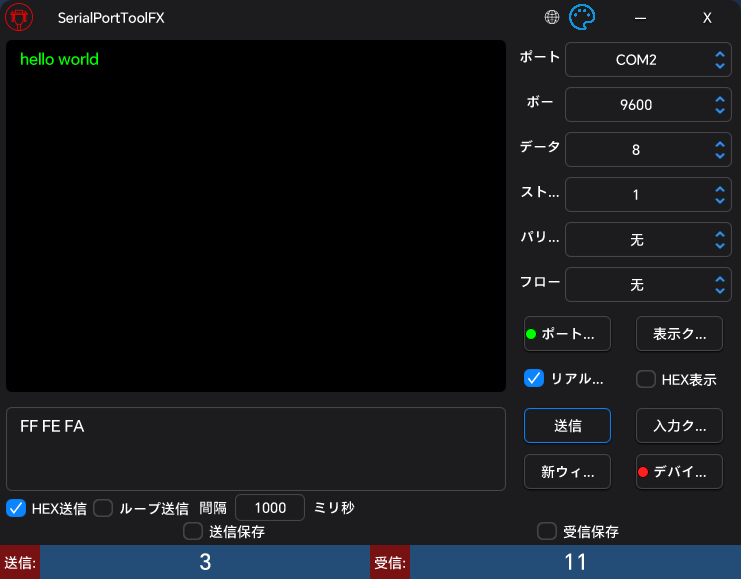 SerialPortToolFX
X
hello world
ポート
COM2
ボー
9600
データ
8
スト...
1
パリ...
无
フロー
无
ポート...
表示ク...
リアル...
HEX表示
FF FE FA
送信
入力ク...
新ウィ...
デバイ...
HEX送信
ループ送信
間隔
1000
ミリ秒
送信保存
受信保存
送信:
3
受信:
11